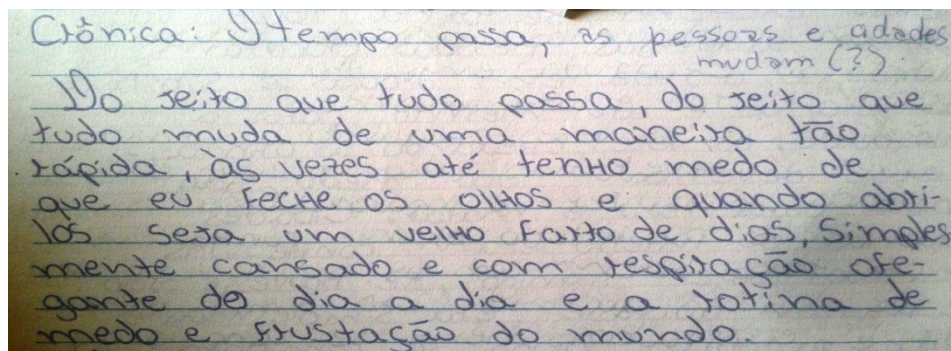 Crônica: O tempo passa, as pessoas e cidades
mudam (?)
Do jeito que tudo passa, do jeito que
tudo muda de uma maneira tão
rápida, às vezes até tenho medo de
que eu feche os olhos e quando abri-
los seja um velho farto de dias, simples
mente cansado e com respiração ofe-
gante do dia a dia e a rotina de
medo e frustação do mundo.